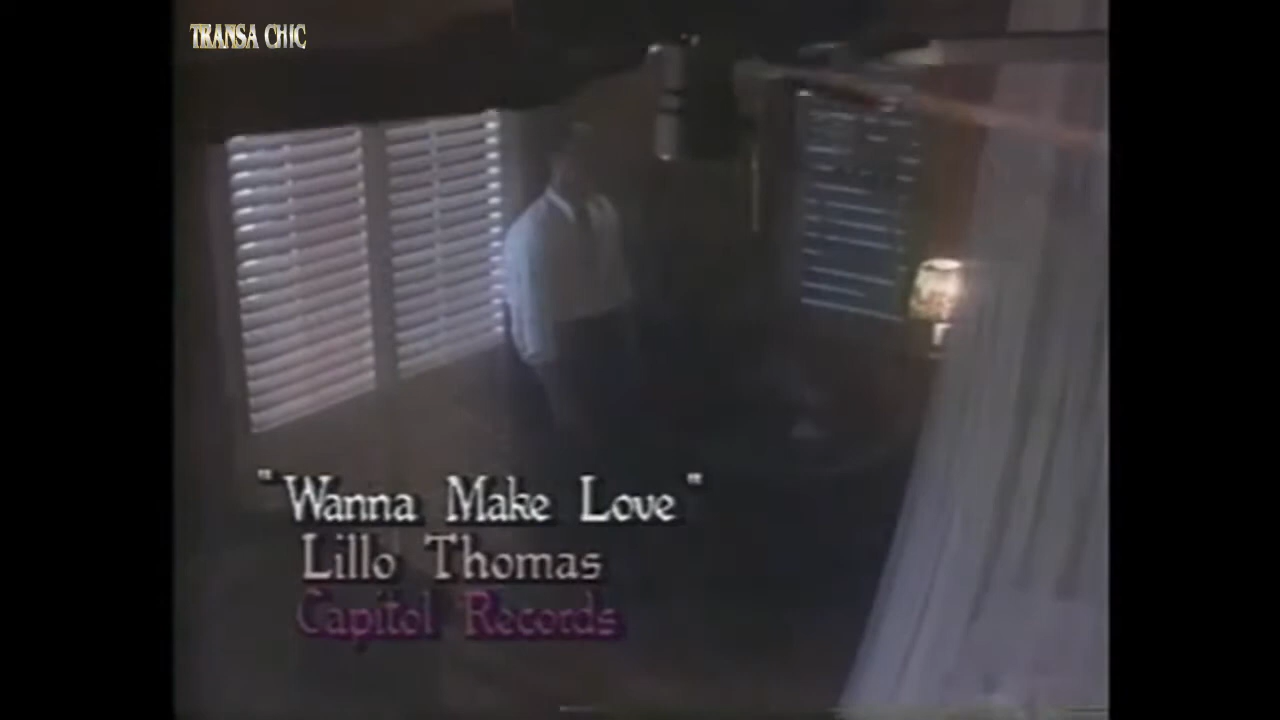 TRANSA CHIC
"Wanna Make Love"
Lillo Thomas
Capitol Records